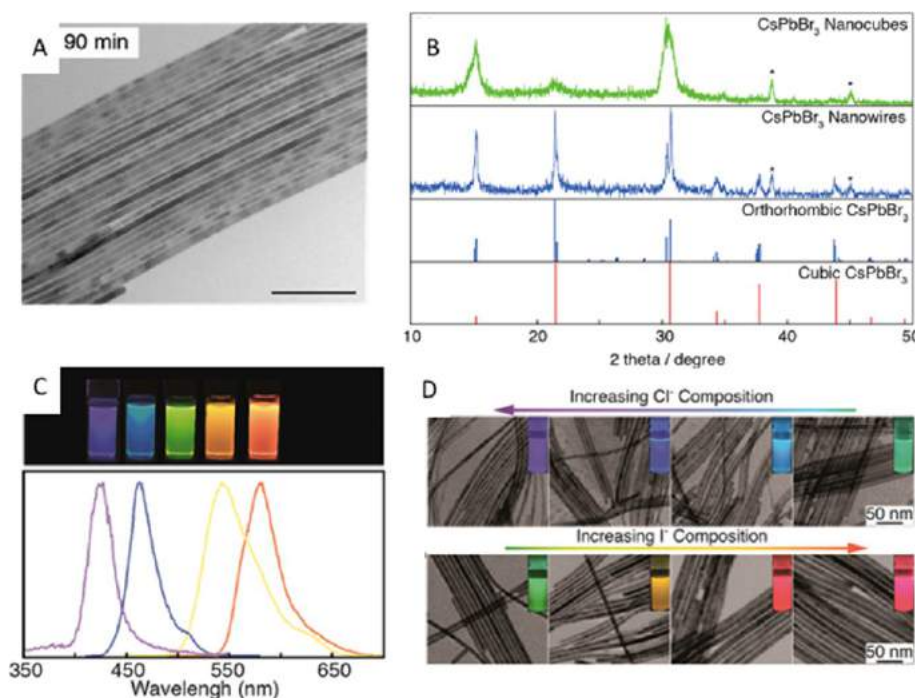 A
90 min
B
CsPbBr₃ Nanocubes
*
*
CsPbBr₃ Nanowires
*
*
Orthorhombic CsPbBr₃
Cubic CsPbBr₃
10 20 30 40 50
2 theta / degree
C
350 450 550 650
Wavelengh (nm)
D
Increasing Cl⁻ Composition
50 nm
Increasing I⁻ Composition
50 nm